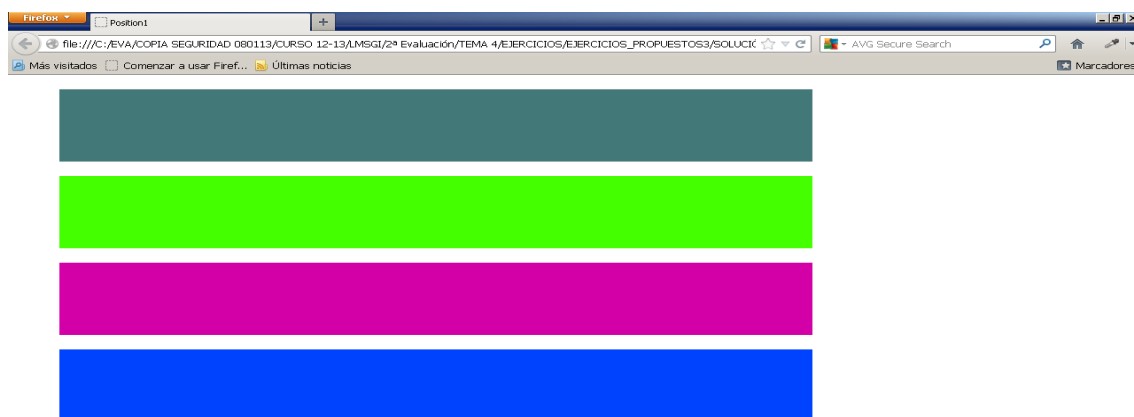 Firefox
Position1
file:///C:/EVA/COPIA SEGURIDAD 080113/CURSO 12-13/LMSGI/2ª Evaluación/TEMA 4/EJERCICIOS/EJERCICIOS_PROPUESTOS3/SOLUCIÓ
AVG Secure Search
Más visitados Comenzar a usar Firef... Últimas noticias
Marcadores